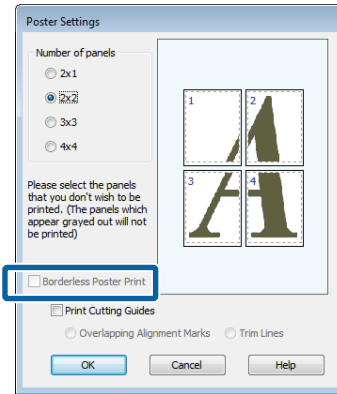 Poster Settings
Number of panels
2x1
2x2
3x3
4x4
1 2
3 4
Please select the panels
that you don't wish to be
printed. (The panels which
appear grayed out will not
be printed)
Borderless Poster Print
Print Cutting Guides
Overlapping Alignment Marks Trim Lines
OK Cancel Help